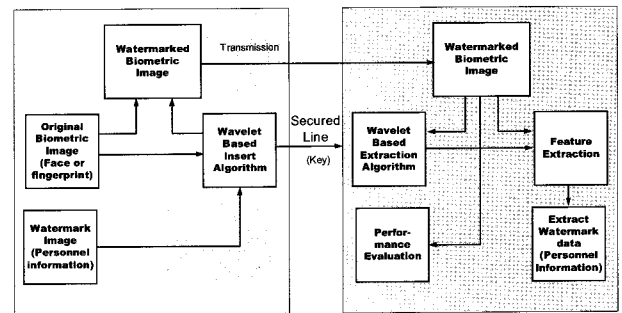 Watermarked
Biometric
Image
Transmission
Watermarked
Biometric
Image
Original
Biometric
Image
(Face or
fingerprint)
Wavelet
Based
Insert
Algorithm
Secured
Line
(Key)
Wavelet
Based
Extraction
Algorithm
Feature
Extraction
Watermark
Image
(Personnel
information)
Perfor-
mance
Evaluation
Extract
Watermark
data
(Personnel
Information)